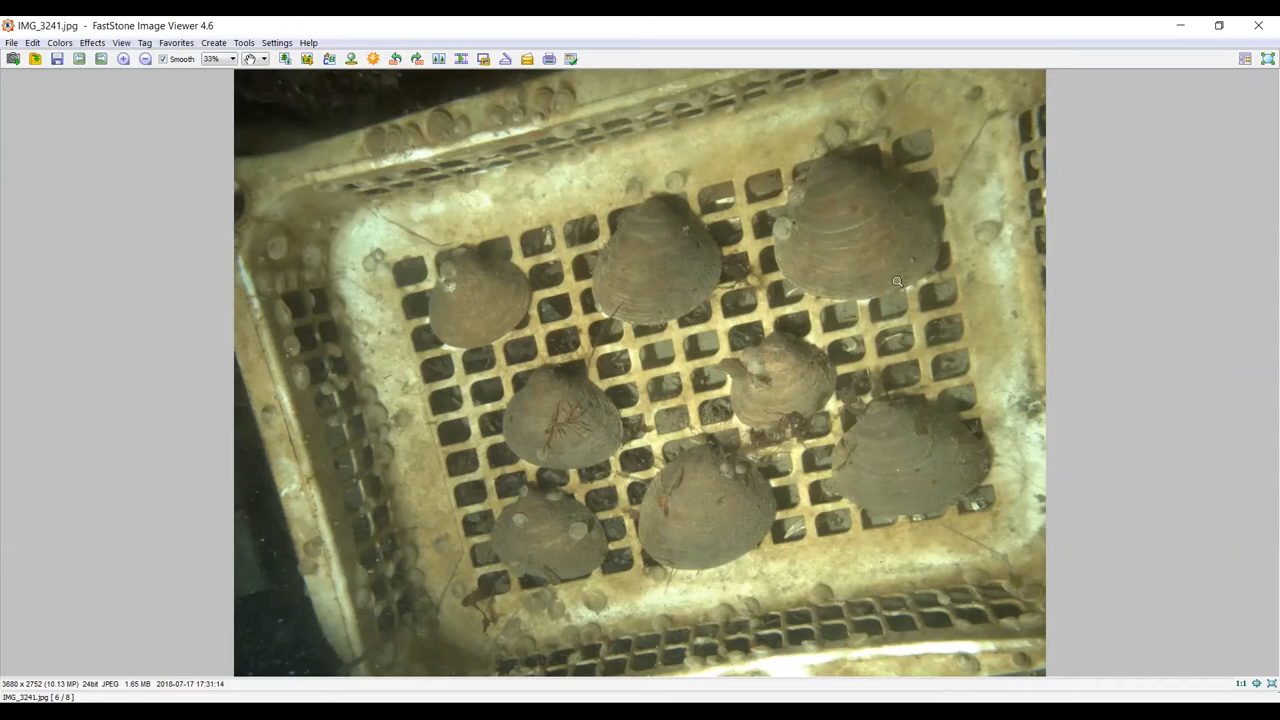 IMG_3241.jpg - FastStone Image Viewer 4.6
File Edit Colors Effects View Tag Favorites Create Tools Settings Help
Smooth 33%
3680 x 2752 (10.13 MP) 24bit JPEG 1.65 MB 2018-07-17 17:31:14 1:1
IMG_3241.jpg [ 6 / 8 ]